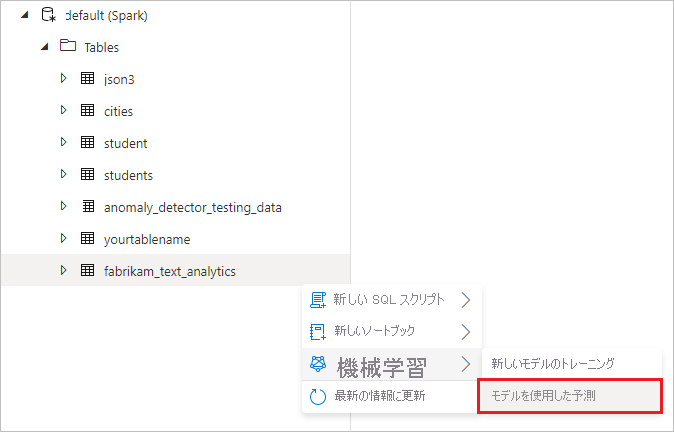 default (Spark)
Tables
json3
cities
student
students
anomaly_detector_testing_data
yourtablename
fabrikam_text_analytics
新しい SQL スクリプト
新しいノートブック
機械学習
新しいモデルのトレーニング
最新の情報に更新
モデルを使用した予測